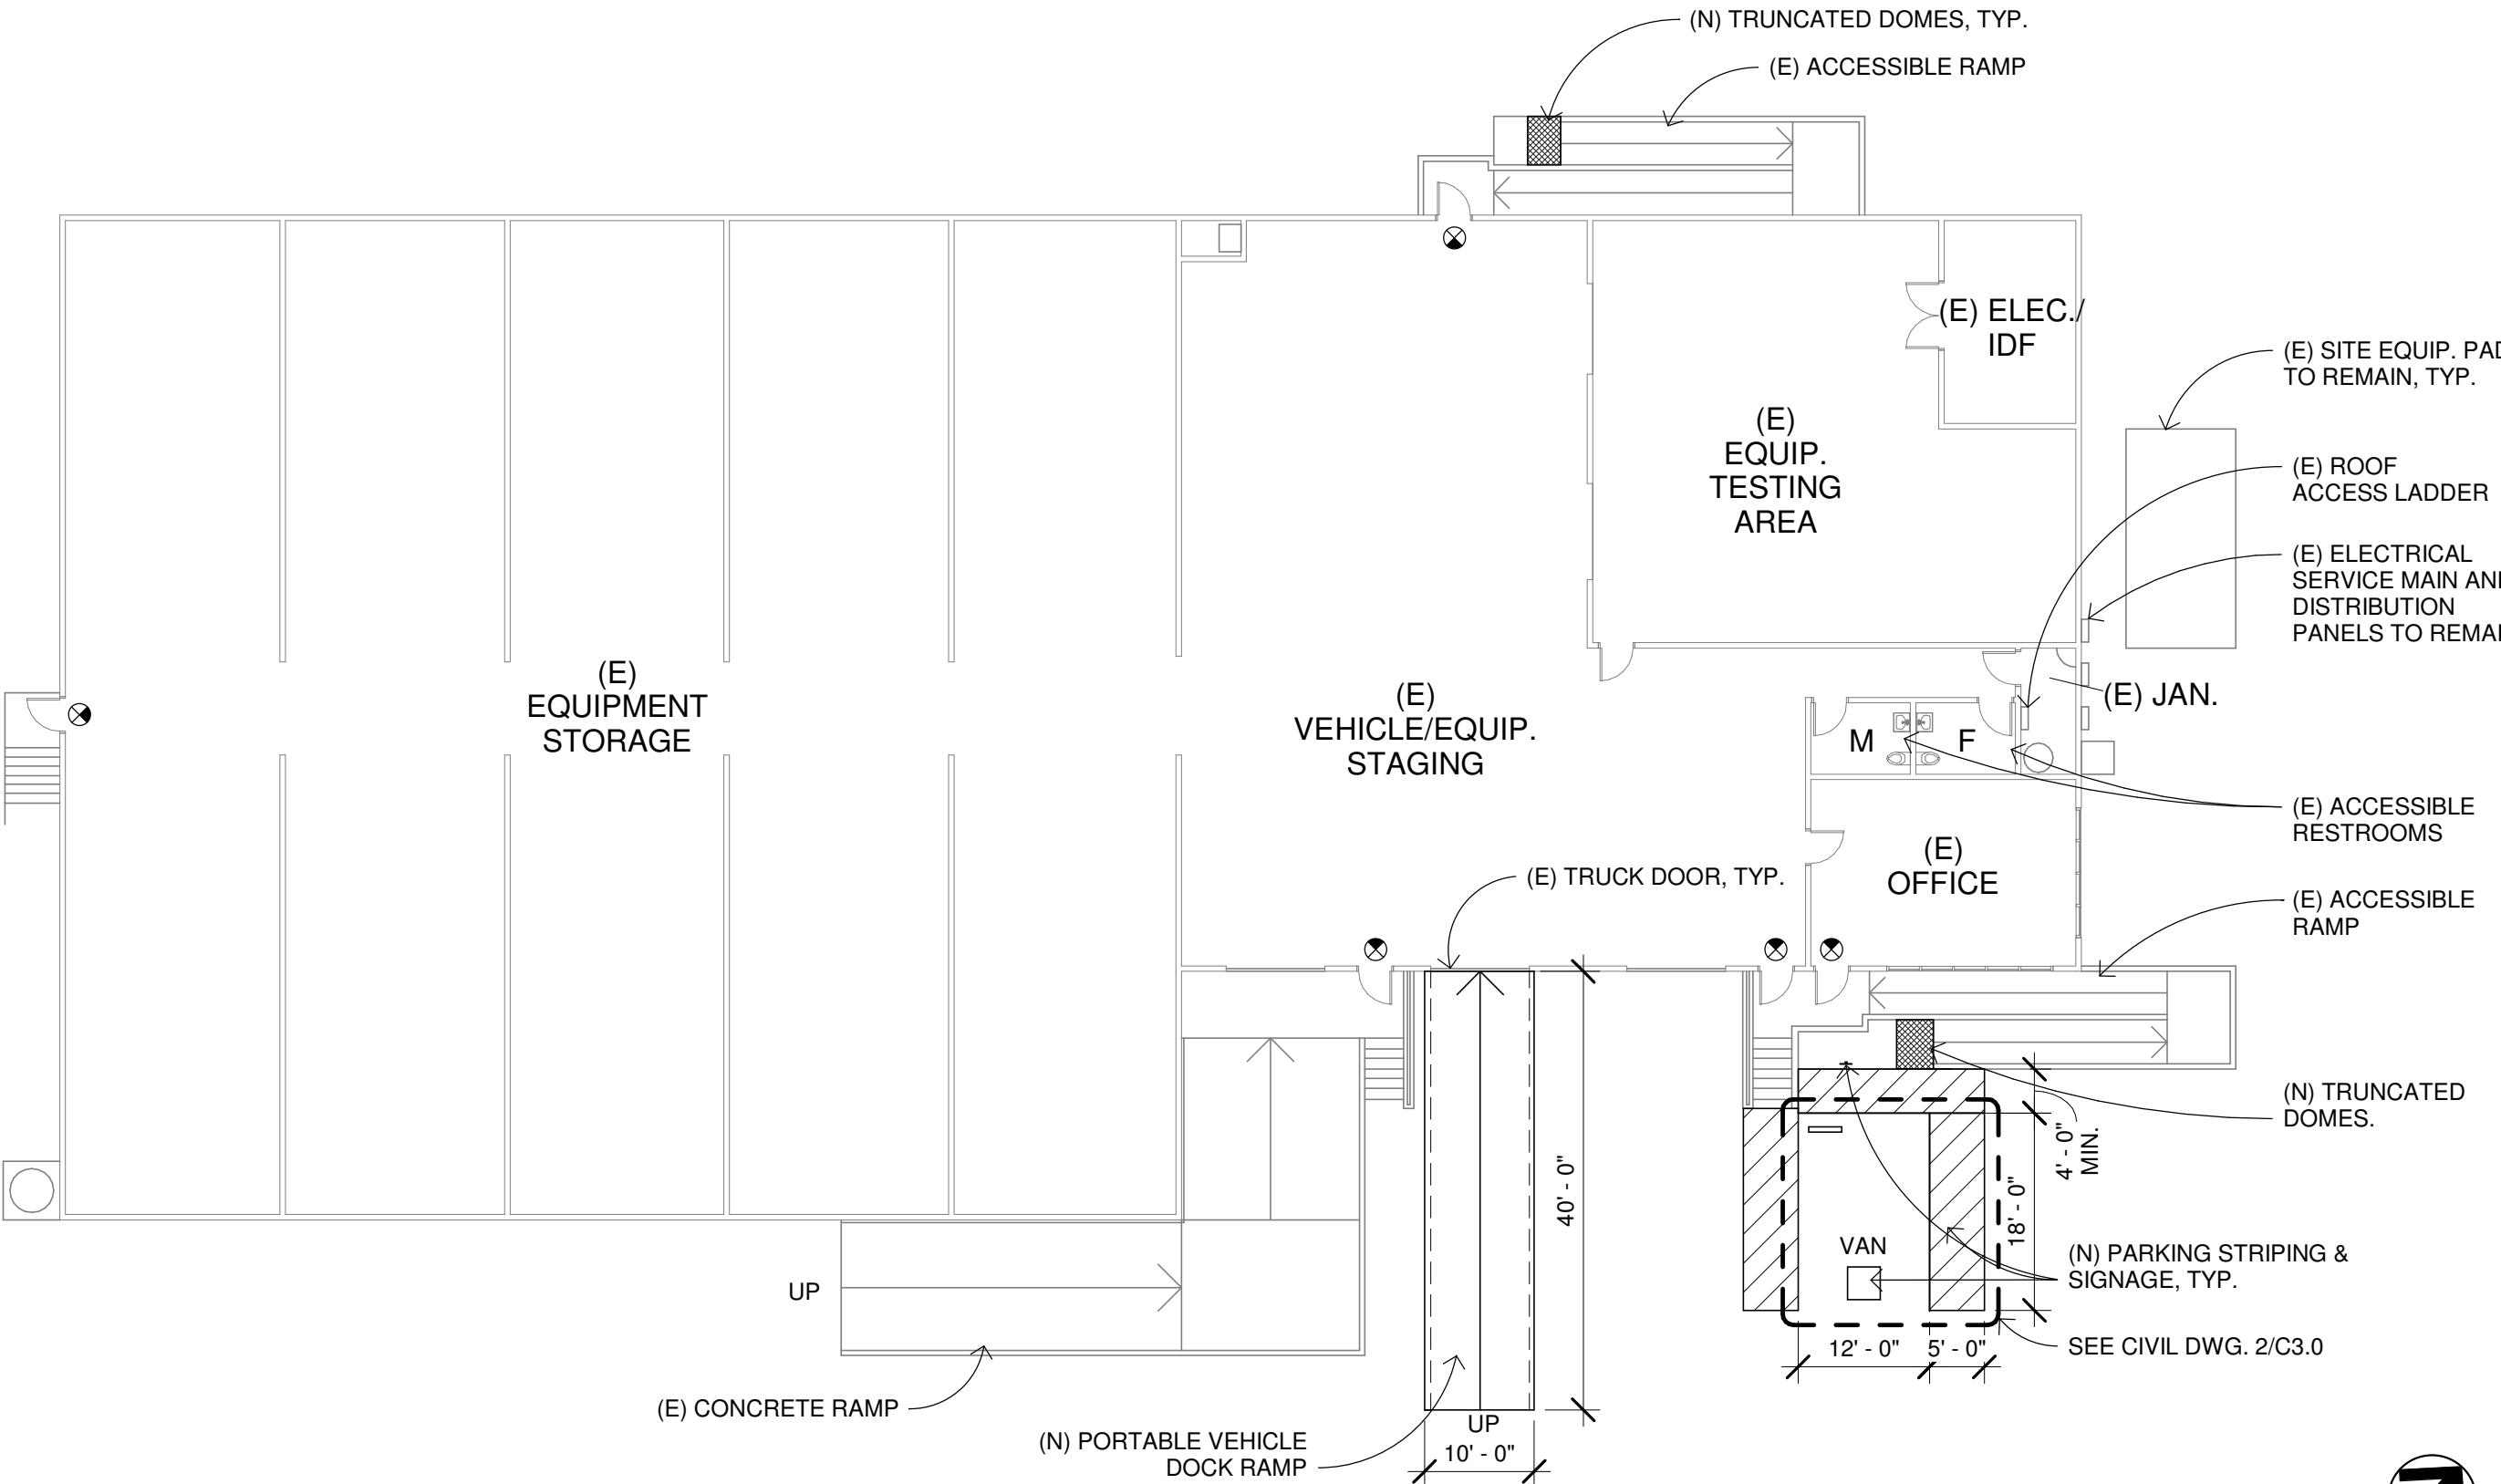 (N) TRUNCATED DOMES, TYP.
(E) ACCESSIBLE RAMP
(E) ELEC./
IDF
(E) SITE EQUIP. PAD
TO REMAIN, TYP.
(E)
EQUIP.
TESTING
AREA
(E) ROOF
ACCESS LADDER
(E) ELECTRICAL
SERVICE MAIN AND
DISTRIBUTION
PANELS TO REMAIN
(E)
EQUIPMENT
STORAGE
(E)
VEHICLE/EQUIP.
STAGING
(E) JAN.
M
F
(E) ACCESSIBLE
RESTROOMS
(E)
OFFICE
(E) TRUCK DOOR, TYP.
(E) ACCESSIBLE
RAMP
(N) TRUNCATED
DOMES.
4' - 0"
MIN.
40' - 0"
18' - 0"
VAN
(N) PARKING STRIPING &
SIGNAGE, TYP.
UP
12' - 0"
5' - 0"
SEE CIVIL DWG. 2/C3.0
(E) CONCRETE RAMP
UP
(N) PORTABLE VEHICLE
DOCK RAMP
10' - 0"